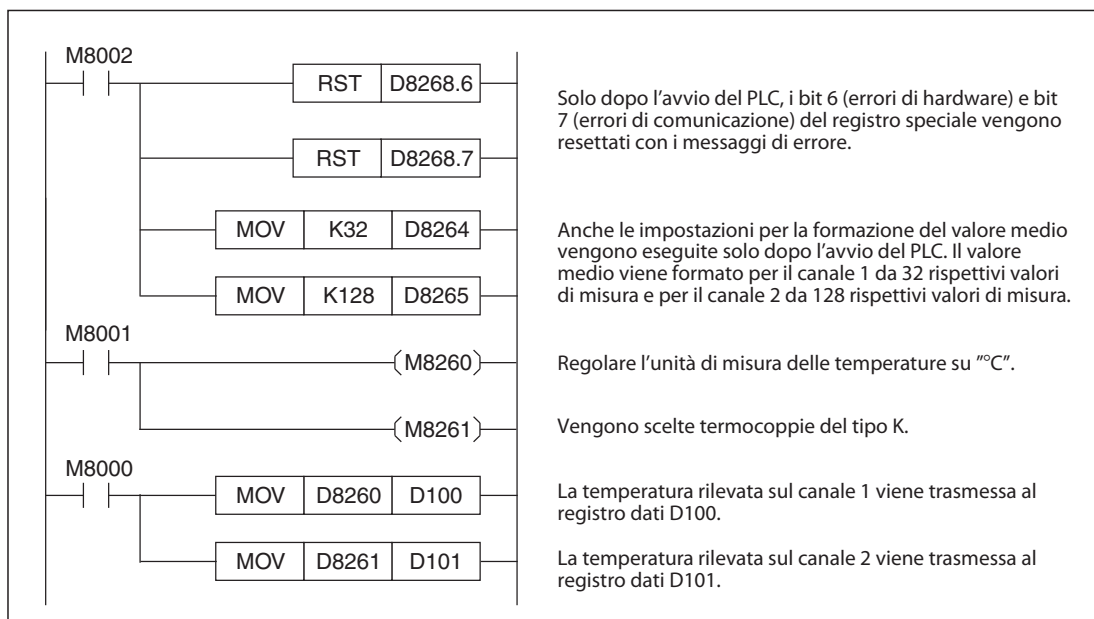 M8002
RST D8268.6
Solo dopo l'avvio del PLC, i bit 6 (errori di hardware) e bit
7 (errori di comunicazione) del registro speciale vengono
resettati con i messaggi di errore.
RST D8268.7
MOV K32 D8264
Anche le impostazioni per la formazione del valore medio
vengono eseguite solo dopo l'avvio del PLC. Il valore
medio viene formato per il canale 1 da 32 rispettivi valori
di misura e per il canale 2 da 128 rispettivi valori di misura.
MOV K128 D8265
M8001
M8260
Regolare l'unità di misura delle temperature su "°C".
M8261
Vengono scelte termocoppie del tipo K.
M8000
MOV D8260 D100
La temperatura rilevata sul canale 1 viene trasmessa al
registro dati D100.
MOV D8261 D101
La temperatura rilevata sul canale 2 viene trasmessa al
registro dati D101.